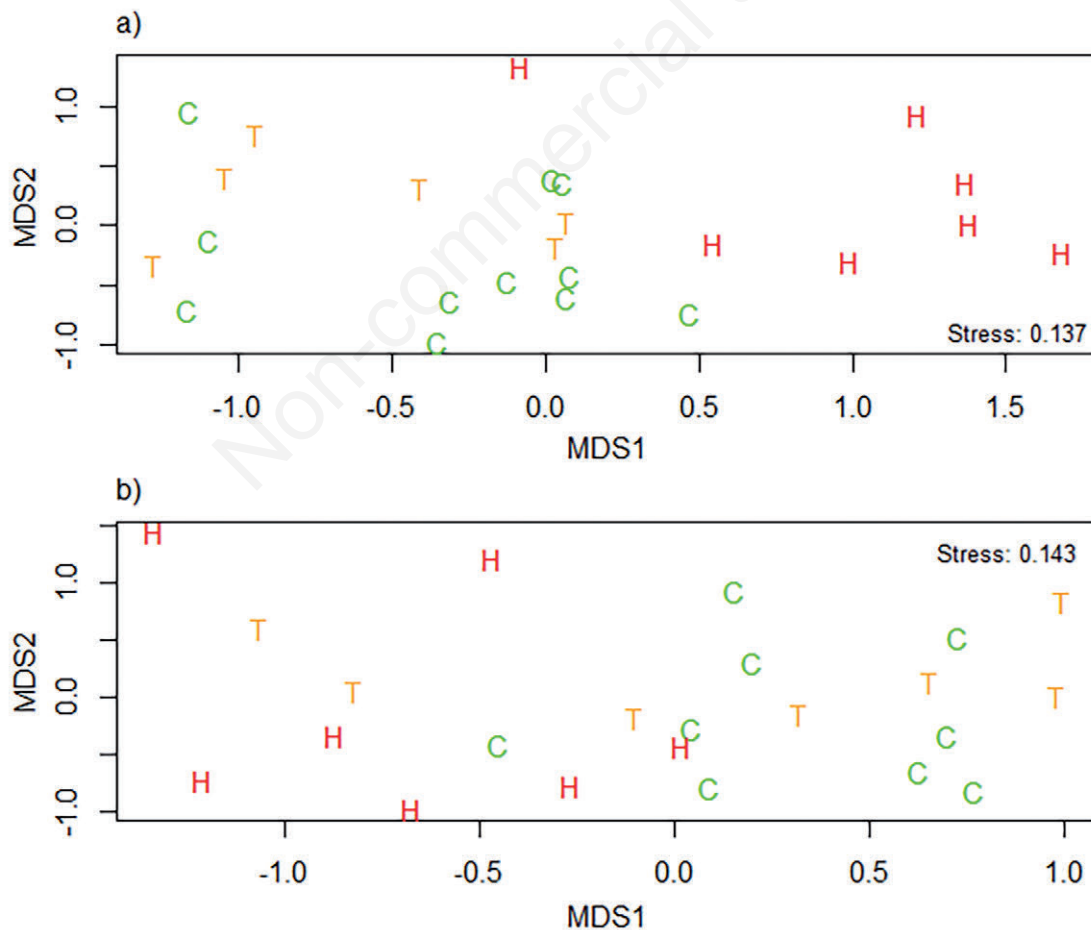 Non-commercial
a)
H
1.0
C
H
T
T
T
C
C
H
MDS2
0.0
T
H
C
H
T
H
T
H
C
C
C
C
C
C
C
Stress: 0.137
-1.0
C
-1.0 -0.5 0.0 0.5 1.0 1.5
MDS1
b)
H
Stress: 0.143
H
1.0
C
T
T
C
C
T
MDS2
0.0
T
T
T
T
C
H
C
C
H
C
H
H
C
C
-1.0
H
-1.0 -0.5 0.0 0.5 1.0
MDS1